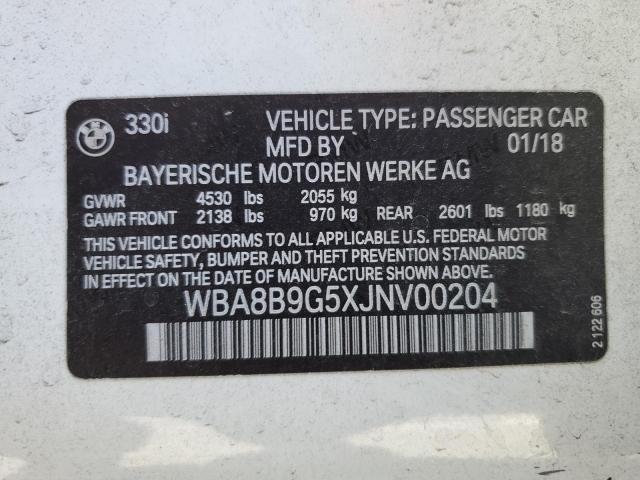 BMW
330i VEHICLE TYPE: PASSENGER CAR
MFD BY 01/18
BAYERISCHE MOTOREN WERKE AG
GVWR 4530 lbs 2055 kg
GAWR FRONT 2138 lbs 970 kg REAR 2601 lbs 1180 kg
THIS VEHICLE CONFORMS TO ALL APPLICABLE U.S. FEDERAL MOTOR
VEHICLE SAFETY, BUMPER AND THEFT PREVENTION STANDARDS
IN EFFECT ON THE DATE OF MANUFACTURE SHOWN ABOVE.
WBA8B9G5XJNV00204
2 122 606